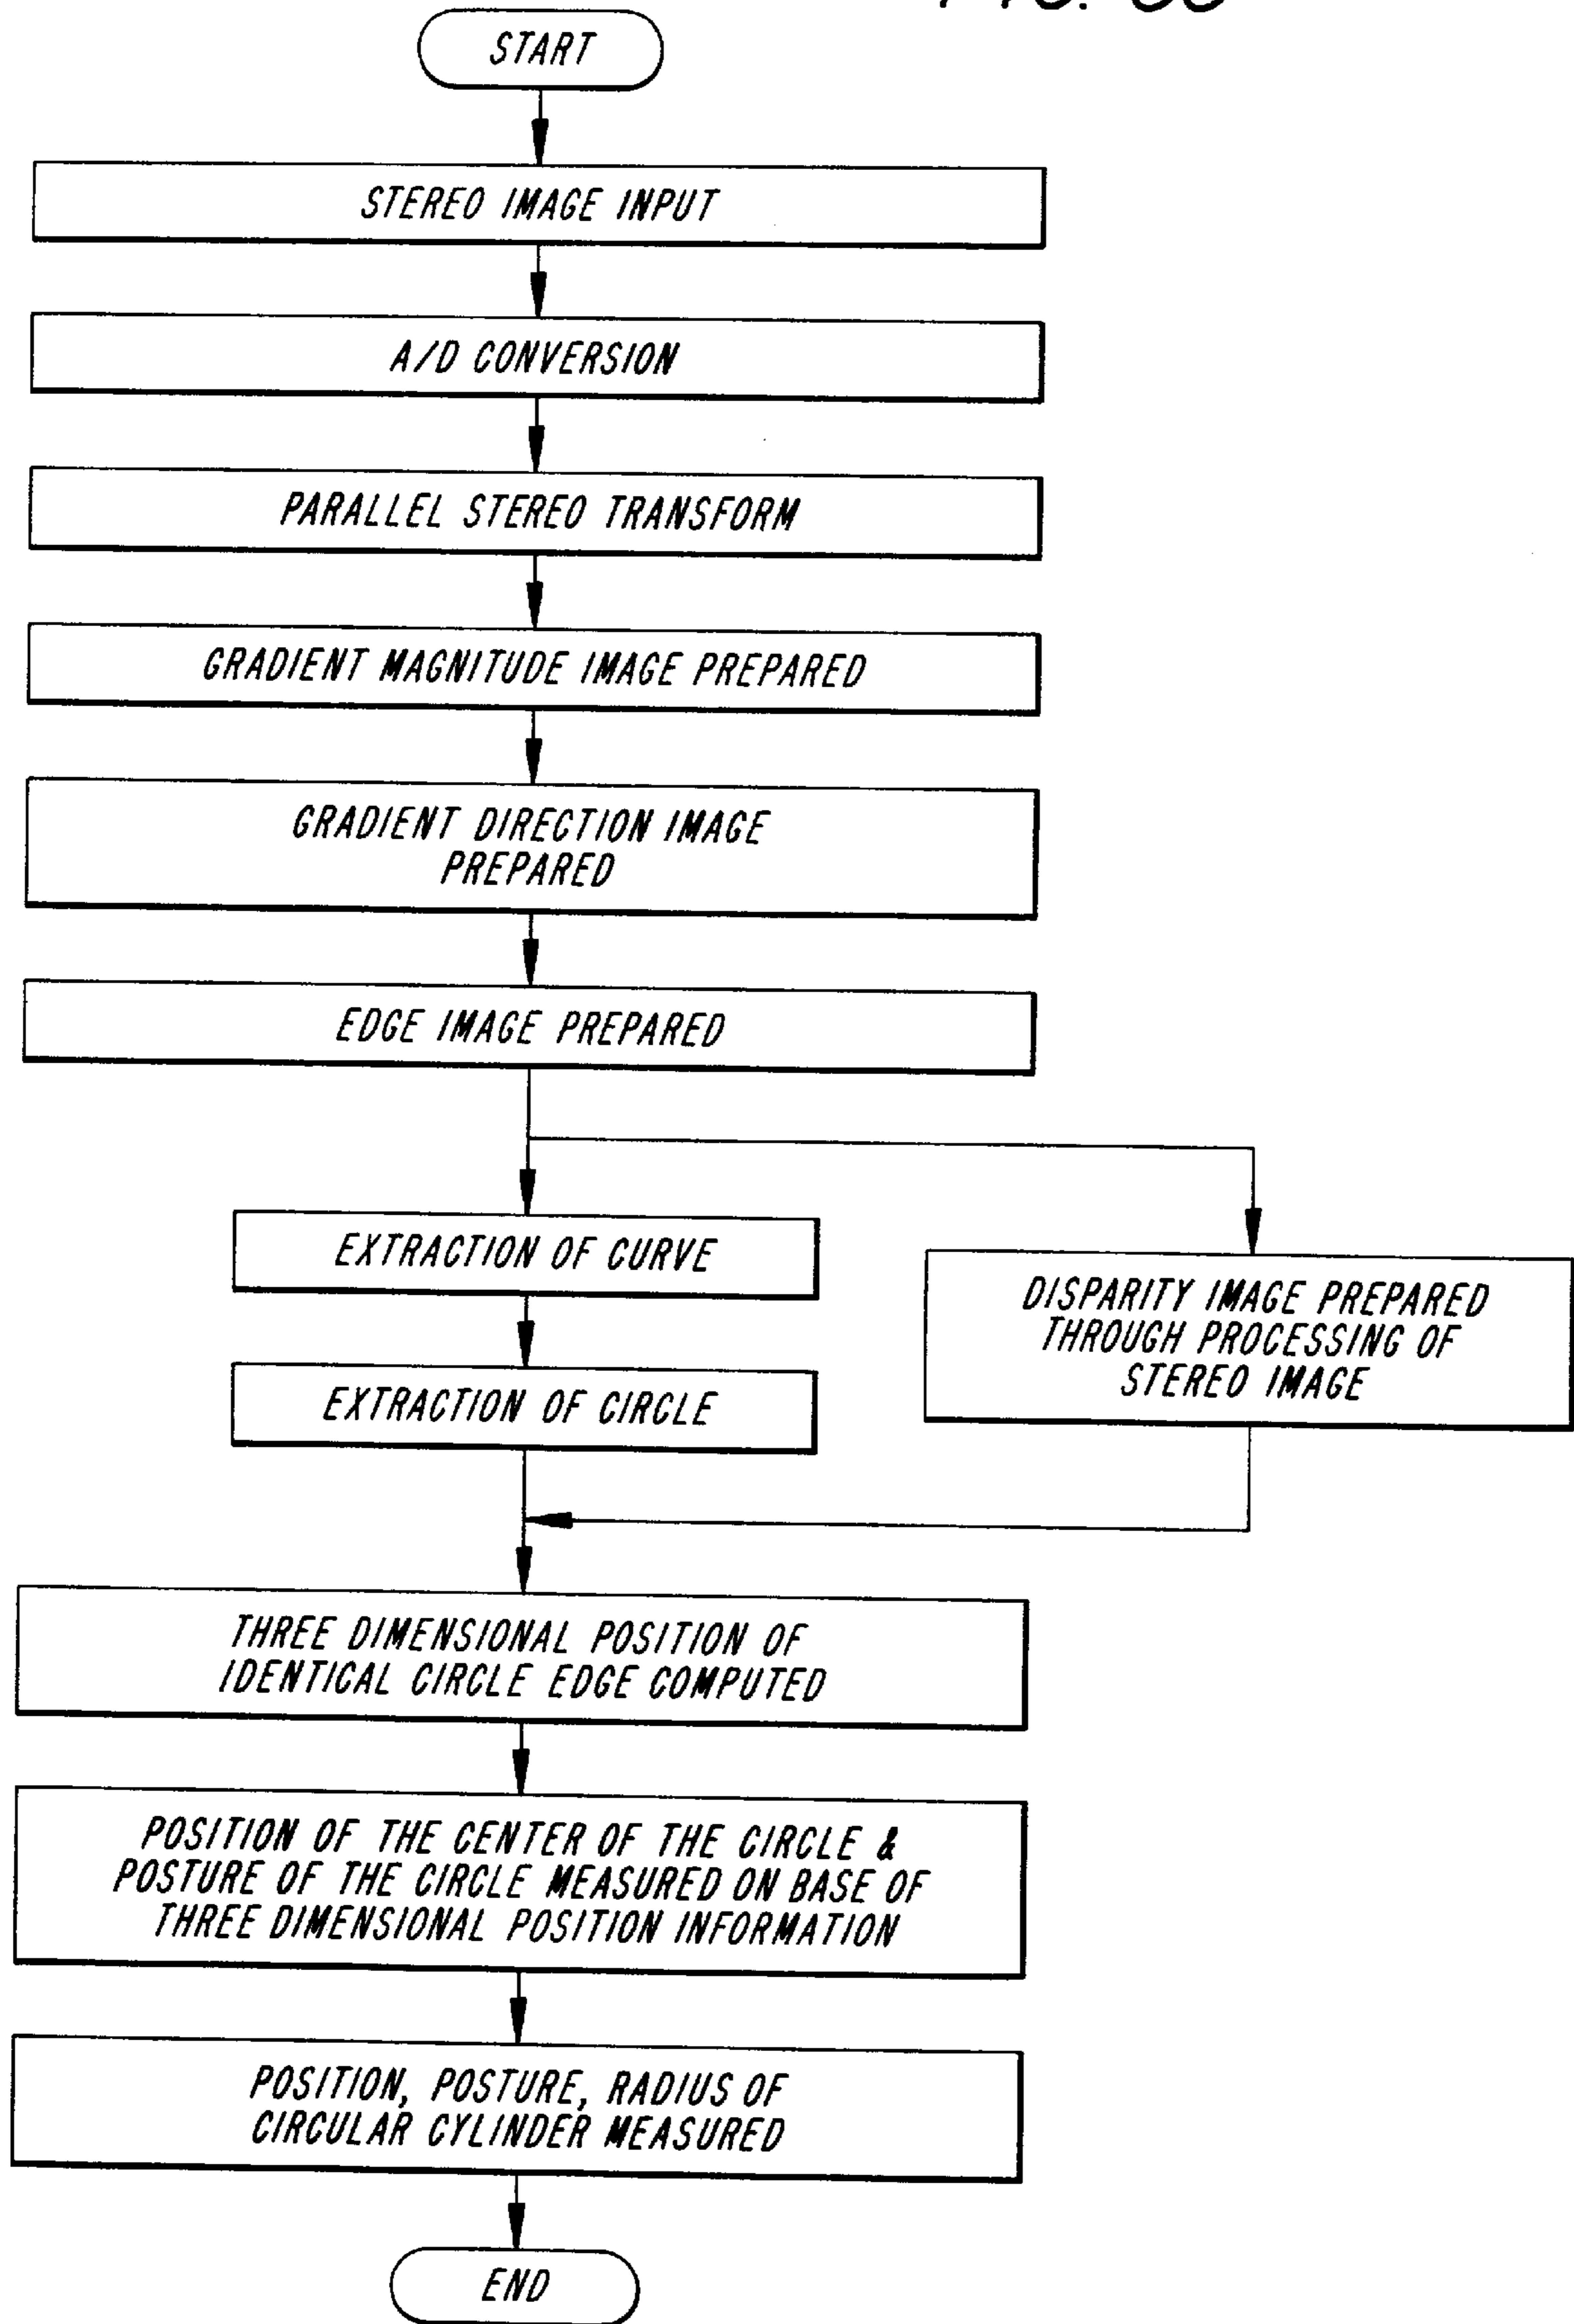 START
STEREO IMAGE INPUT
A/D CONVERSION
PARALLEL STEREO TRANSFORM
GRADIENT MAGNITUDE IMAGE PREPARED
GRADIENT DIRECTION IMAGE
PREPARED
EDGE IMAGE PREPARED
EXTRACTION OF CURVE
DISPARITY IMAGE PREPARED
THROUGH PROCESSING OF
STEREO IMAGE
EXTRACTION OF CIRCLE
THREE DIMENSIONAL POSITION OF
IDENTICAL CIRCLE EDGE COMPUTED
POSITION OF THE CENTER OF THE CIRCLE &
POSTURE OF THE CIRCLE MEASURED ON BASE OF
THREE DIMENSIONAL POSITION INFORMATION
POSITION, POSTURE, RADIUS OF
CIRCULAR CYLINDER MEASURED
END